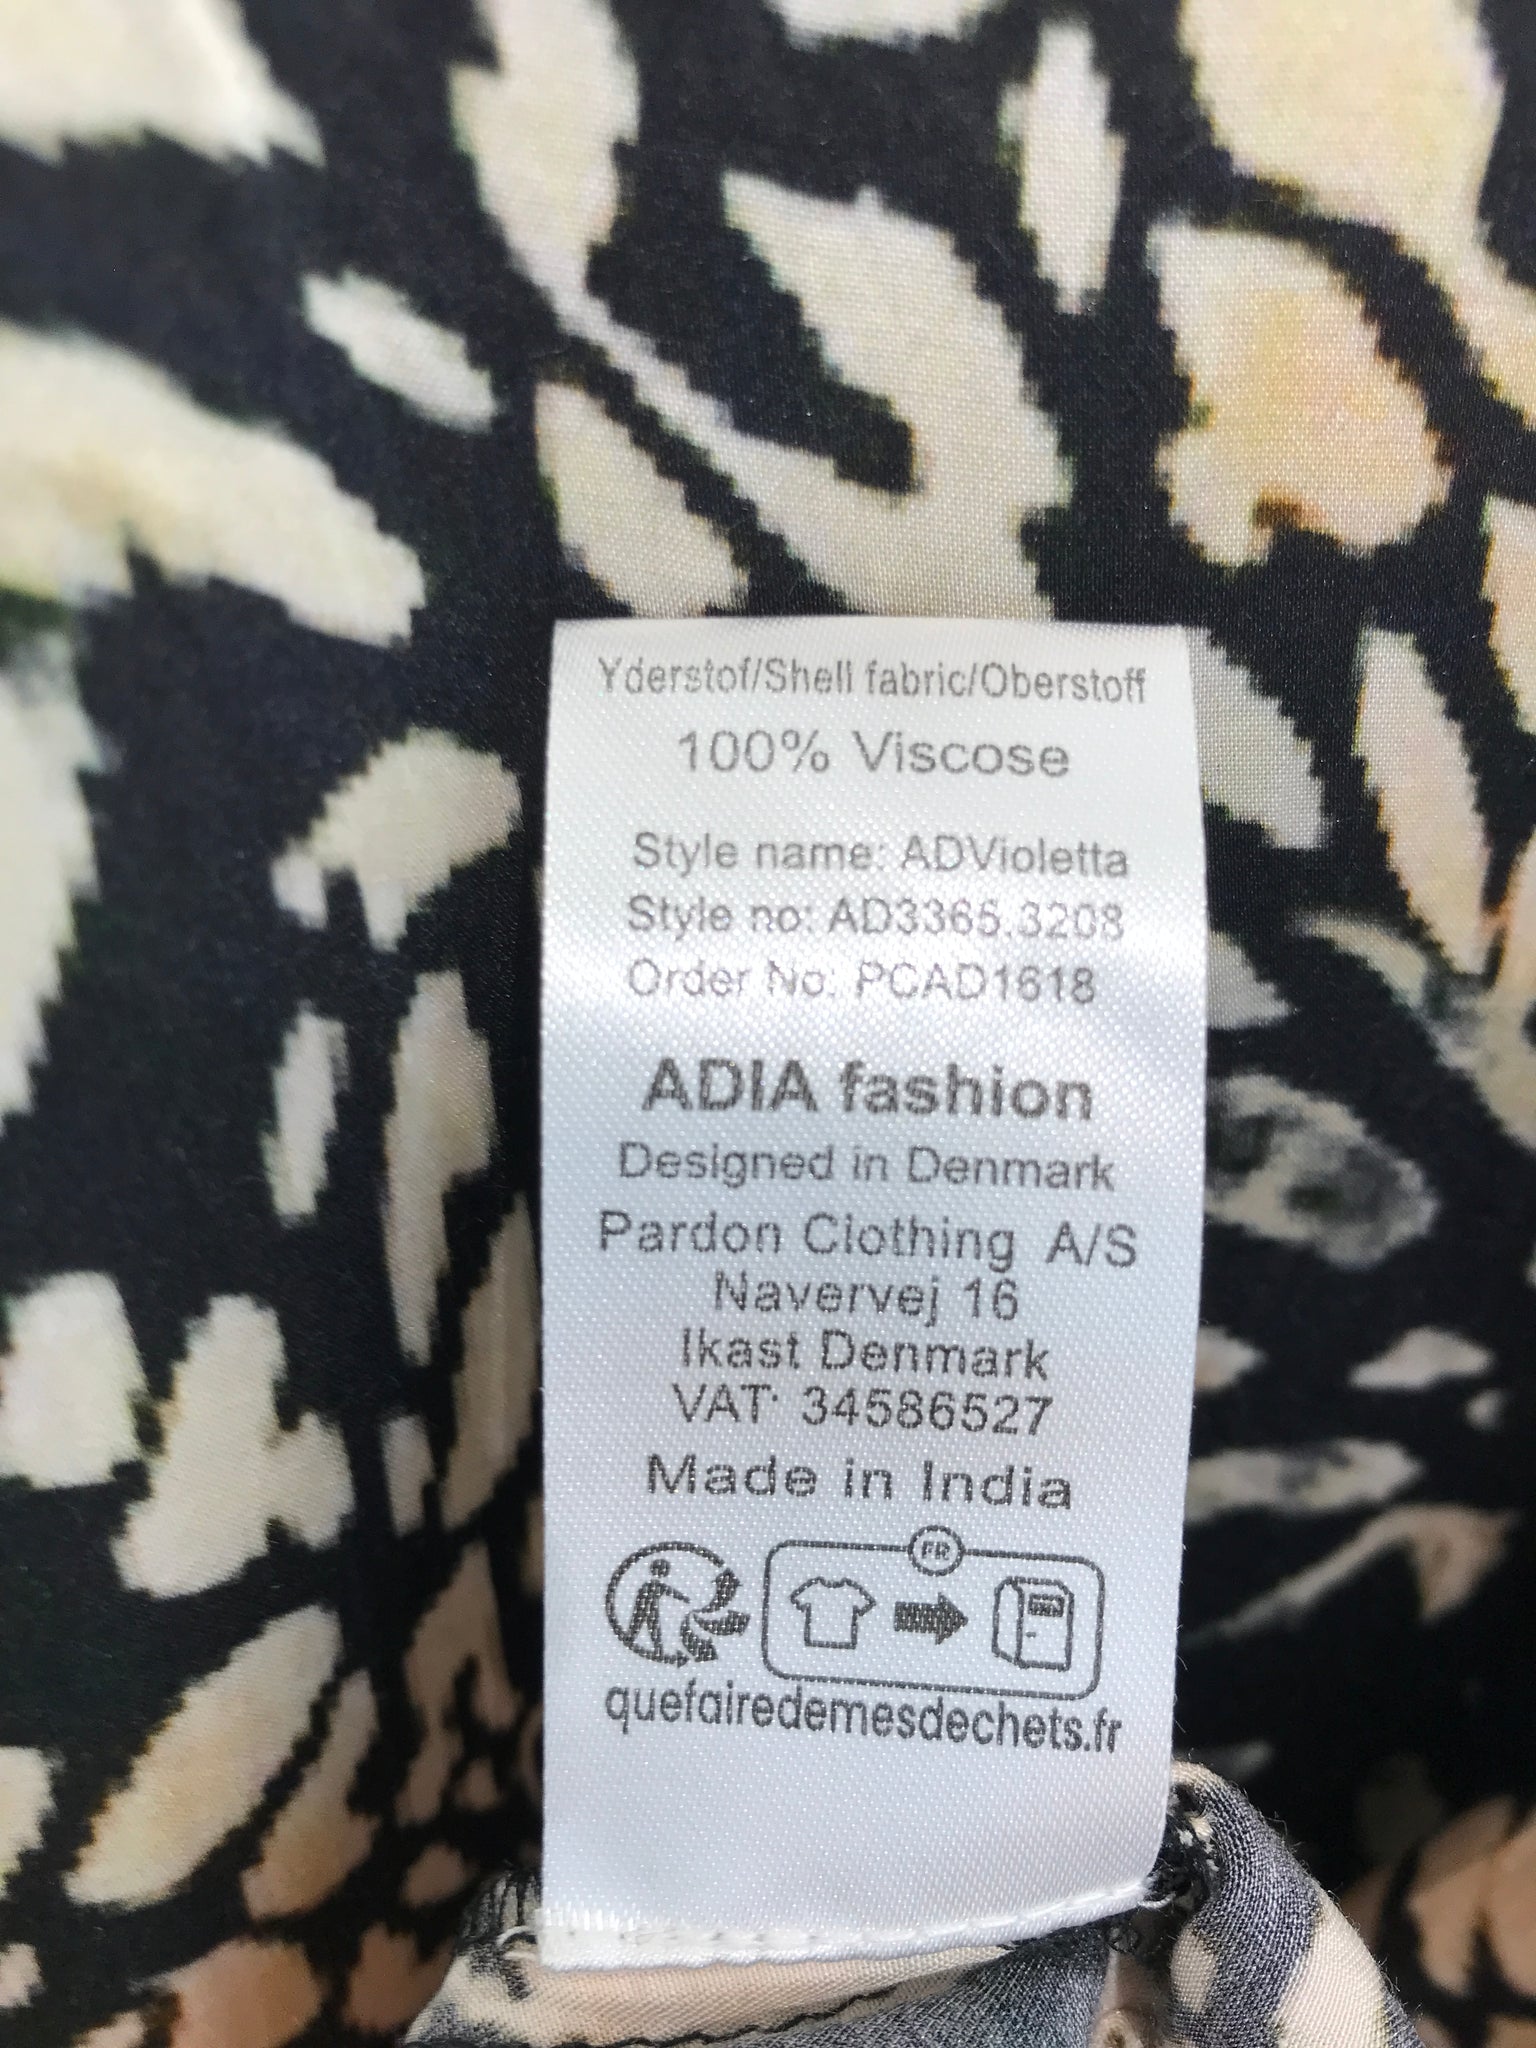 Yderstof/Shell fabric/Oberstoff
100% Viscose
Style name: ADVioletta
Style no: AD3365.3208
Order No: PCAD1618
ADIA fashion
Designed in Denmark
Pardon Clothing A/S
Navervej 16
Ikast Denmark
VAT: 34586527
Made in India
FR
quefairedemesdechets.fr